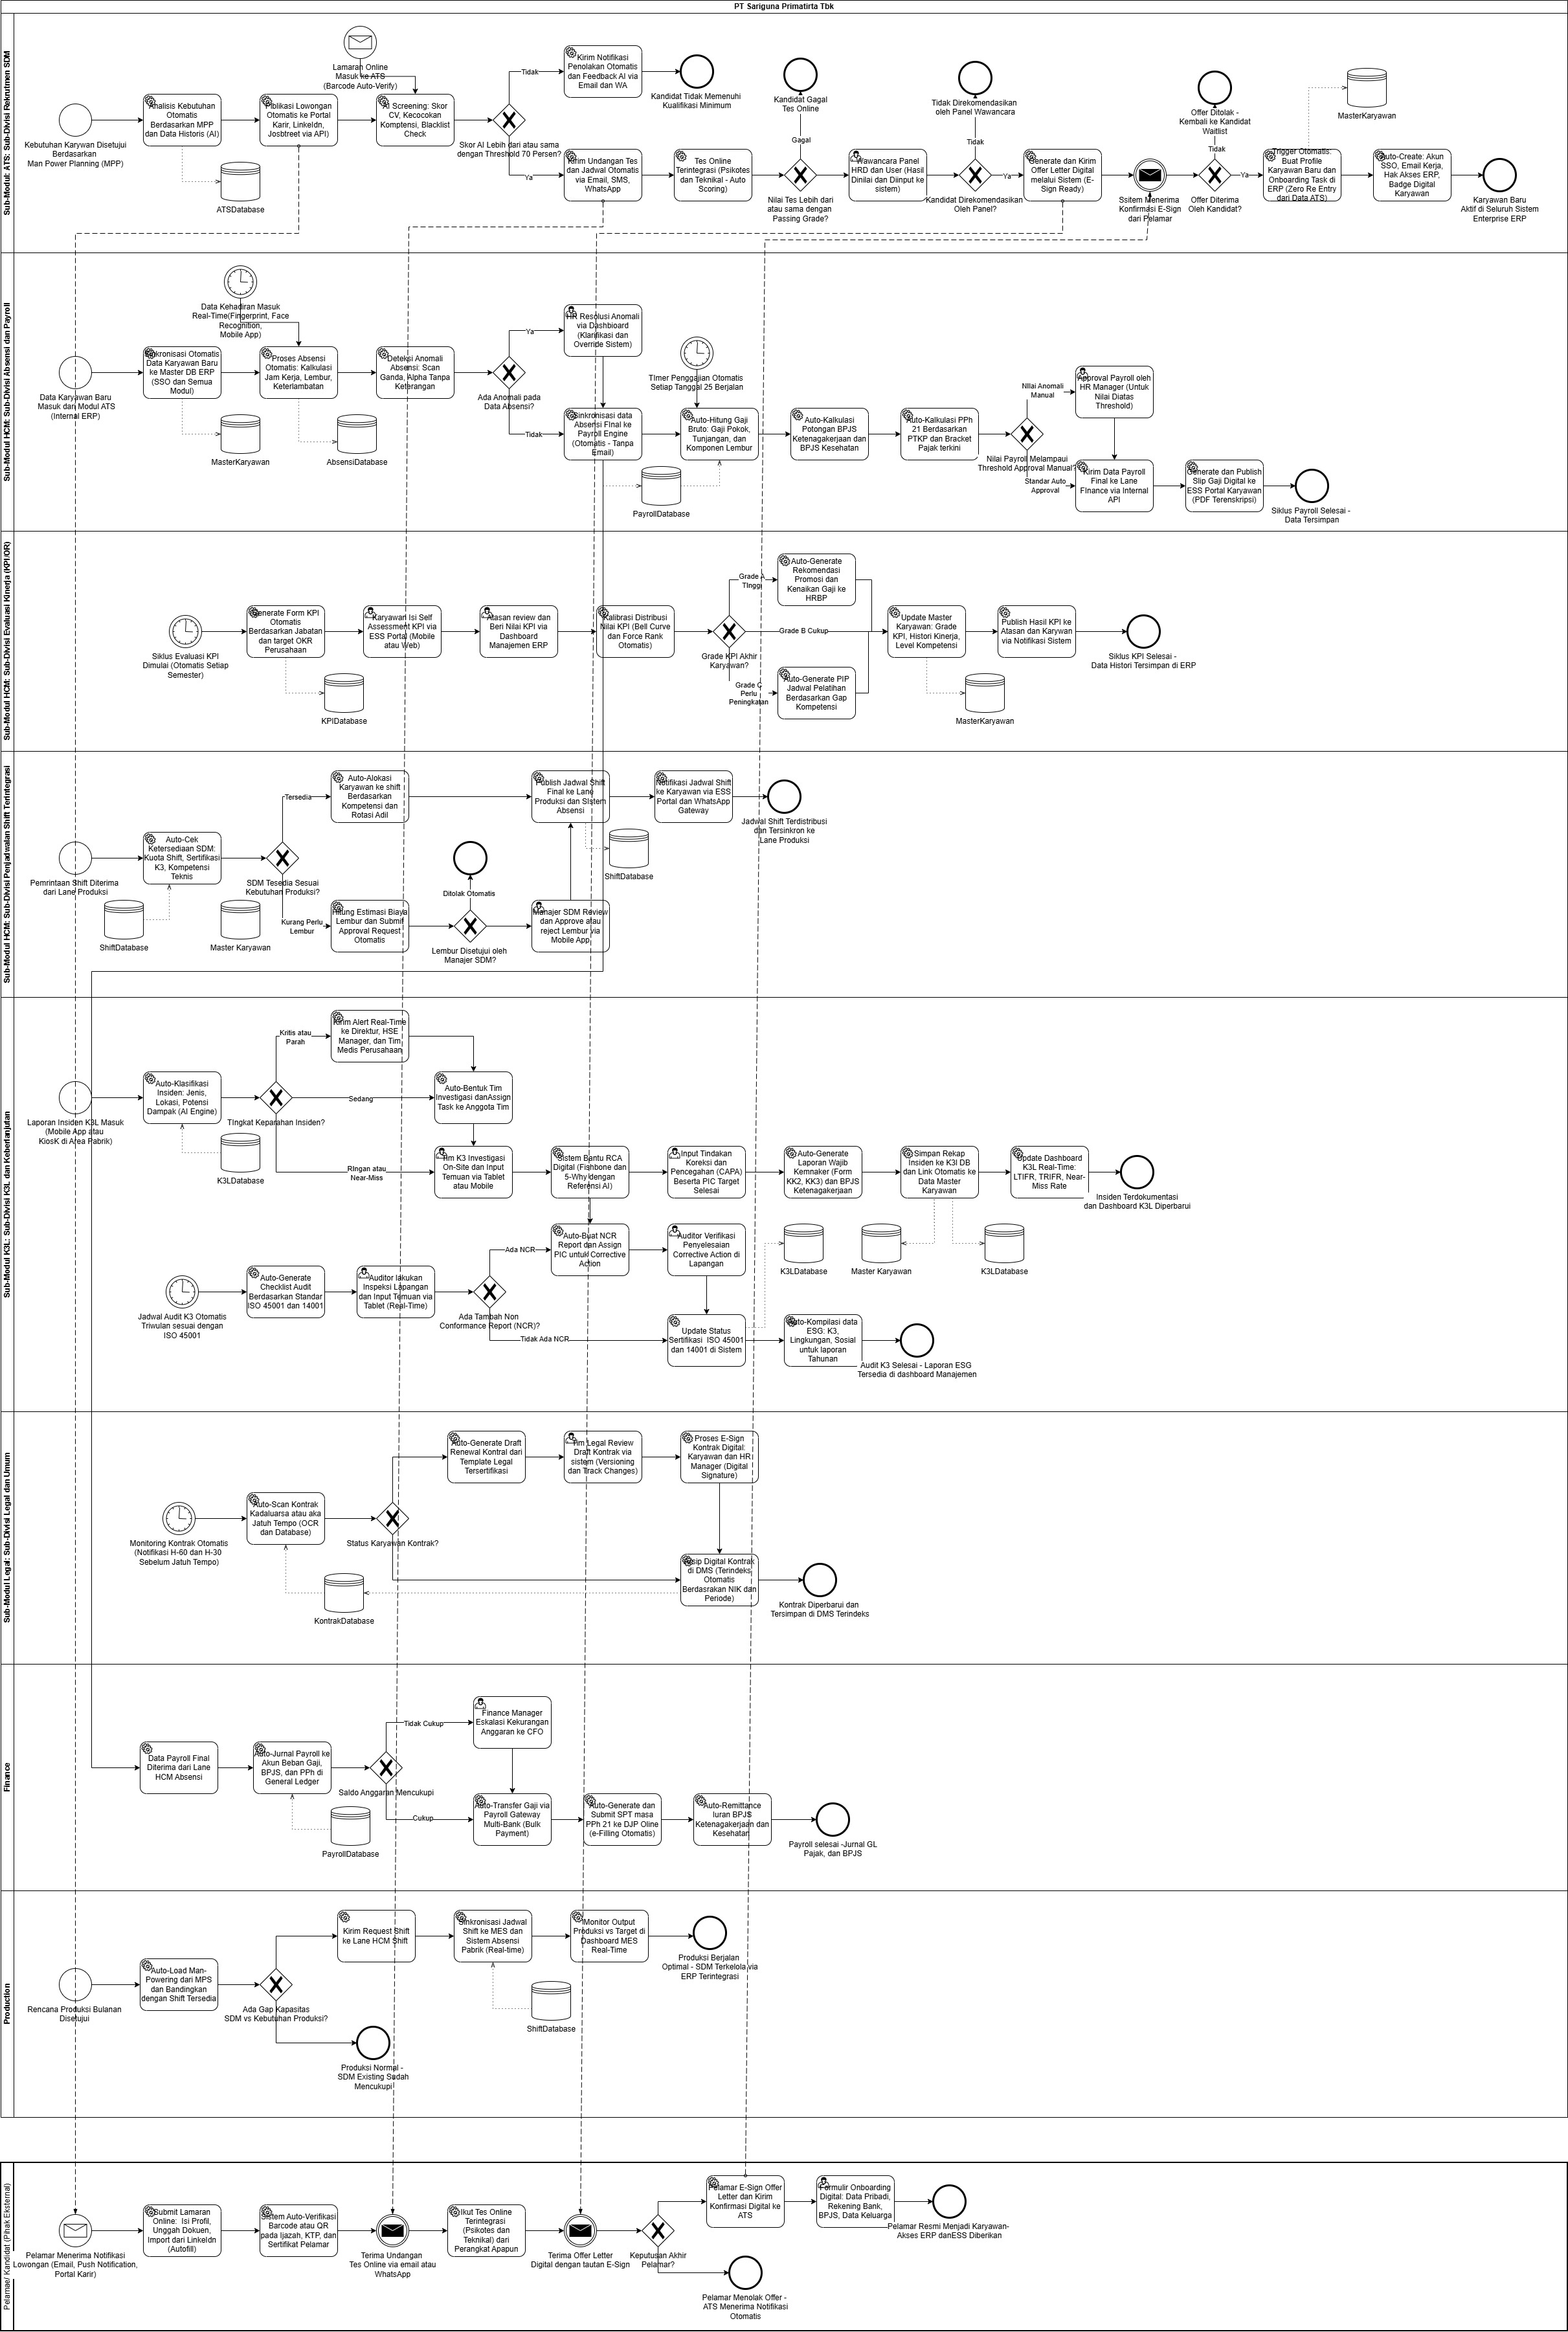 PT Sariguna Primatirta Tbk
Sub-Modul: ATS: Sub-Divisi Rekrutmen SDM
Lamaran Online
Masuk ke ATS
(Barcode Auto-Verify)
Kebutuhan Karywan Disetujui
Berdasarkan
Man Power Planning (MPP)
Analisis Kebutuhan
Otomatis Berdasarkan
MPP dan Data Historis (AI)
ATSDatabase
Publikasi Lowongan
Otomatis ke Portal
Karir, LinkeIdn,
Josbtreet via API)
AI Screening: Skor
CV, Kecocokan
Komptensi, Blacklist
Check
Skor AI Lebih dari atau sama
dengan Threshold 70 Persen?
Tidak
Kirim Notifikasi
Penolakan Otomatis
dan Feedback AI via
Email dan WA
Kandidat Tidak Memenuhi
Kualifikasi Minimum
Ya
Kirim Undangan Tes
dan Jadwal Otomatis
via Email, SMS,
WhatsApp
Tes Online
Terintegrasi (Psikotes
dan Teknikal - Auto
Scoring)
Kandidat Gagal
Tes Online
Gagal
Nilai Tes Lebih dari
atau sama dengan
Passing Grade?
Wawancara Panel
HRD dan User (Hasil
Dinilai dan Diinput ke
sistem)
Tidak Direkomendasikan
oleh Panel Wawancara
Tidak
Kandidat Direkomendasikan
Oleh Panel?
Ya
Generate dan Kirim
Offer Letter Digital
melalui Sistem (E-
Sign Ready)
Ssitem Menerima
Konfirmasi E-Sign
dari Pelamar
Offer Ditolak -
Kembali ke Kandidat
Waitlist
Tidak
Offer Diterima
Oleh Kandidat?
Ya
Trigger Otomatis:
Buat Profile
Karyawan Baru dan
Onboarding Task di
ERP (Zero Re Entry
dari Data ATS)
MasterKaryawan
Auto-Create: Akun
SSO, Email Kerja,
Hak Akses ERP,
Badge Digital
Karyawan
Karyawan Baru
Aktif di Seluruh Sistem
Enterprise ERP
Sub-Modul HCM: Sub-Divisi Absensi dan Payroll
Data Kehadiran Masuk
Real-Time(Fingerprint, Face
Recognition,
Mobile App)
Data Karyawan Baru
Masuk dan Modul ATS
(Internal ERP)
Sinkronisasi Otomatis
Data Karyawan Baru
ke Master DB ERP
(SSO dan Semua
Modul)
MasterKaryawan
Proses Absensi
Otomatis: Kalkulasi
Jam Kerja, Lembur,
Keterlambatan
AbsensiDatabase
Deteksi Anomali
Absensi: Scan
Ganda, Alpha Tanpa
Keterangan
Ada Anomali pada
Data Absensi?
Ya
HR Resolusi Anomali
via Dashboard
(Klarifikasi dan
Override Sistem)
Tidak
Sinkronisasi data
Absensi FInal ke
Payroll Engine
(Otomatis - Tanpa
Email)
TImer Penggajian Otomatis
Setiap Tanggal 25 Berjalan
Auto-Hitung Gaji
Bruto: Gaji Pokok,
Tunjangan, dan
Komponen Lembur
PayrollDatabase
Auto-Kalkulasi
Potongan BPJS
Ketenagakerjaan dan
BPJS Kesehatan
Auto-Kalkulasi PPh
21 Berdasarkan
PTKP dan Bracket
Pajak terkini
Nilai Payroll Melampaui
Threshold Approval Manual?
NIlai Anomali
Manual
Approval Payroll oleh
HR Manager (Untuk
Nilai Diatas
Threshold)
Standar Auto
Approval
Kirim Data Payroll
Final ke Lane
FInance via Internal
API
Generate dan Publish
Slip Gaji Digital ke
ESS Portal Karyawan
(PDF Terenskripsi)
Siklus Payroll Selesai -
Data Tersimpan
Sub-Modul HCM: Sub-Divisi Evaluasi Kinerja (KPI/OR)
Siklus Evaluasi KPI
Dimulai (Otomatis Setiap
Semester)
Generate Form KPI
Otomatis
Berdasarkan Jabatan
dan target OKR
Perusahaan
KPIDatabase
Karyawan Isi Self
Assessment KPI via
ESS Portal (Mobile
atau Web)
Atasan review dan
Beri Nilai KPI via
Dashboard
Manajemen ERP
Kalibrasi Distribusi
Nilai KPI (Bell Curve
dan Force Rank
Otomatis)
Grade KPI Akhir
Karyawan?
Grade A
TInggi
Auto-Generate
Rekomendasi
Promosi dan
Kenaikan Gaji ke
HRBP
Grade B Cukup
Grade C
Perlu
Peningkatan
Auto-Generate PIP
Jadwal Pelatihan
Berdasarkan Gap
Kompetensi
Update Master
Karyawan: Grade
KPI, Histori Kinerja,
Level Kompetensi
MasterKaryawan
Publish Hasil KPI ke
Atasan dan Karyawan
via Notifikasi Sistem
Siklus KPI Selesai -
Data Histori Tersimpan di ERP
Sub-Modul HCM: Sub-Divisi Penjadwalan Shift Terintegrasi
Pemrintaan Shift Diterima
dari Lane Produksi
Auto-Cek
Ketersediaan SDM:
Kuota Shift, Sertifikasi
K3, Kompetensi
Teknis
ShiftDatabase
Master Karyawan
SDM Tesedia Sesuai
Kebutuhan Produksi?
Tersedia
Auto-Alokasi
Karyawan ke shift
Berdasarkan
Kompetensi dan
Rotasi Adil
Kurang Perlu
Lembur
Hitung Estimasi Biaya
Lembur dan Submif
Approval Request
Otomatis
Ditolak Otomatis
Lembur Disetujui oleh
Manajer SDM?
Manajer SDM Review
dan Approve atau
reject Lembur via
Mobile App
Publish Jadwal Shift
Final ke Lane
Produksi dan SIstem
Absensi
ShiftDatabase
Notifikasi Jadwal Shift
ke Karyawan via ESS
Portal dan WhatsApp
Gateway
Jadwal Shift Terdistribusi
dan Tersinkron ke
Lane Produksi
Sub-Modul K3L: Sub-Divisi K3L dan Keberlanjutan
Laporan Insiden K3L Masuk
(Mobile App atau
KiosK di Area Pabrik)
Auto-Klasifikasi
Insiden: Jenis,
Lokasi, Potensi
Dampak (AI Engine)
K3LDatabase
TIngkat Keparahan Insiden?
Kritis atau
Parah
Kirim Alert Real-Time
ke Direktur, HSE
Manager, dan Tim
Medis Perusahaan
Sedang
Auto-Bentuk Tim
Investigasi danAssign
Task ke Anggota Tim
RIngan atau
Near-Miss
Tim K3 Investigasi
On-Site dan Input
Temuan via Tablet
atau Mobile
Sistem Bantu RCA
Digital (Fishbone dan
5-Why dengan
Referensi AI)
Input Tindakan
Koreksi dan
Pencegahan (CAPA)
Beserta PIC Target
Selesai
Auto-Generate
Laporan Wajib
Kemnaker (Form
KK2, KK3) dan BPJS
Ketenagakerjaan
Simpan Rekap
Insiden ke K3l DB
dan Link Otomatis ke
Data Master
Karyawan
Update Dashboard
K3L Real-Time:
LTIFR, TRIFR, Near-
Miss Rate
Insiden Terdokumentasi
dan Dashboard K3L Diperbarui
Master Karyawan
K3LDatabase
Jadwal Audit K3 Otomatis
Triwulan sesuai dengan
ISO 45001
Auto-Generate
Checklist Audit
Berdasarkan Standar
ISO 45001 dan 14001
Auditor lakukan
Inspeksi Lapangan
dan Input Temuan via
Tablet (Real-Time)
Ada Tambah Non
Conformance Report (NCR)?
Ada NCR
Auto-Buat NCR
Report dan Assign
PIC untuk Corrective
Action
Auditor Verifikasi
Penyelesaian
Corrective Action di
Lapangan
K3LDatabase
Tidak Ada NCR
Update Status
Sertifikasi ISO 45001
dan 14001 di Sistem
Auto-Kompilasi data
ESG: K3,
Lingkungan, Sosial
untuk laporan
Tahunan
Audit K3 Selesai - Laporan ESG
Tersedia di dashboard Manajemen
Sub-Modul Legal: Sub-Divisi Legal dan Umum
Monitoring Kontrak Otomatis
(Notifikasi H-60 dan H-30
Sebelum Jatuh Tempo)
Auto-Scan Kontrak
Kadaluarsa atau aka
Jatuh Tempo (OCR
dan Database)
Status Karyawan Kontrak?
Auto-Generate Draft
Renewal Kontral dari
Template Legal
Tersertifikasi
Tim Legal Review
Draft Kontrak via
sistem (Versioning
dan Track Changes)
Proses E-Sign
Kontrak Digital:
Karyawan dan HR
Manager (Digital
Signature)
KontrakDatabase
Arsip Digital Kontrak
di DMS (Terindeks
Otomatis
Berdasrakan NIK dan
Periode)
Kontrak Diperbarui dan
Tersimpan di DMS Terindeks
Finance
Data Payroll Final
Diterima dari Lane
HCM Absensi
Auto-Jurnal Payroll ke
Akun Beban Gaji,
BPJS, dan PPh di
General Ledger
PayrollDatabase
Saldo Anggaran Mencukupi
Tidak Cukup
Finance Manager
Eskalasi Kekurangan
Anggaran ke CFO
Cukup
Auto-Transfer Gaji via
Payroll Gateway
Multi-Bank (Bulk
Payment)
Auto-Generate dan
Submit SPT masa
PPh 21 ke DJP Oline
(e-Filling Otomatis)
Auto-Remittance
Iuran BPJS
Ketenagakerjaan dan
Kesehatan
Payroll selesai -Jurnal GL
Pajak, dan BPJS
Production
Rencana Produksi Bulanan
Disetujui
Auto-Load Man-
Powering dari MPS
dan Bandingkan
dengan Shift Tersedia
Ada Gap Kapasitas
SDM vs Kebutuhan Produksi?
Kirim Request Shift
ke Lane HCM Shift
Sinkronisasi Jadwal
Shift ke MES dan
Sistem Absensi
Pabrik (Real-time)
ShiftDatabase
Monitor Output
Produksi vs Target di
Dashboard MES
Real-Time
Produksi Berjalan
Optimal - SDM Terkelola via
ERP Terintegrasi
Produksi Normal -
SDM Existing Sudah
Mencukupi
Pelamae/ Kandidat (Pihak Eksternal)
Pelamar Menerima Notifikasi
Lowongan (Email, Push Notification,
Portal Karir)
Submit Lamaran
Online: Isi Profil,
Unggah Dokuen,
Import dari LinkeIdn
(Autofill)
Sistem Auto-Verifikasi
Barcode atau QR
pada Ijazah, KTP, dan
Sertifikat Pelamar
Terima Undangan
Tes Online via email atau
WhatsApp
Ikut Tes Online
Terintegrasi
(Psikotes dan
Teknikal) dari
Perangkat Apapun
Terima Offer Letter
Digital dengan tautan E-Sign
Keputusan Akhir
Pelamar?
Pelamar E-Sign Offer
Letter dan Kirim
Konfirmasi Digital ke
ATS
Formulir Onboarding
Digital: Data Pribadi,
Rekening Bank,
BPJS, Data Keluarga
Pelamar Resmi Menjadi Karyawan-
Akses ERP danESS Diberikan
Pelamar Menolak Offer -
ATS Menerima Notifikasi
Otomatis